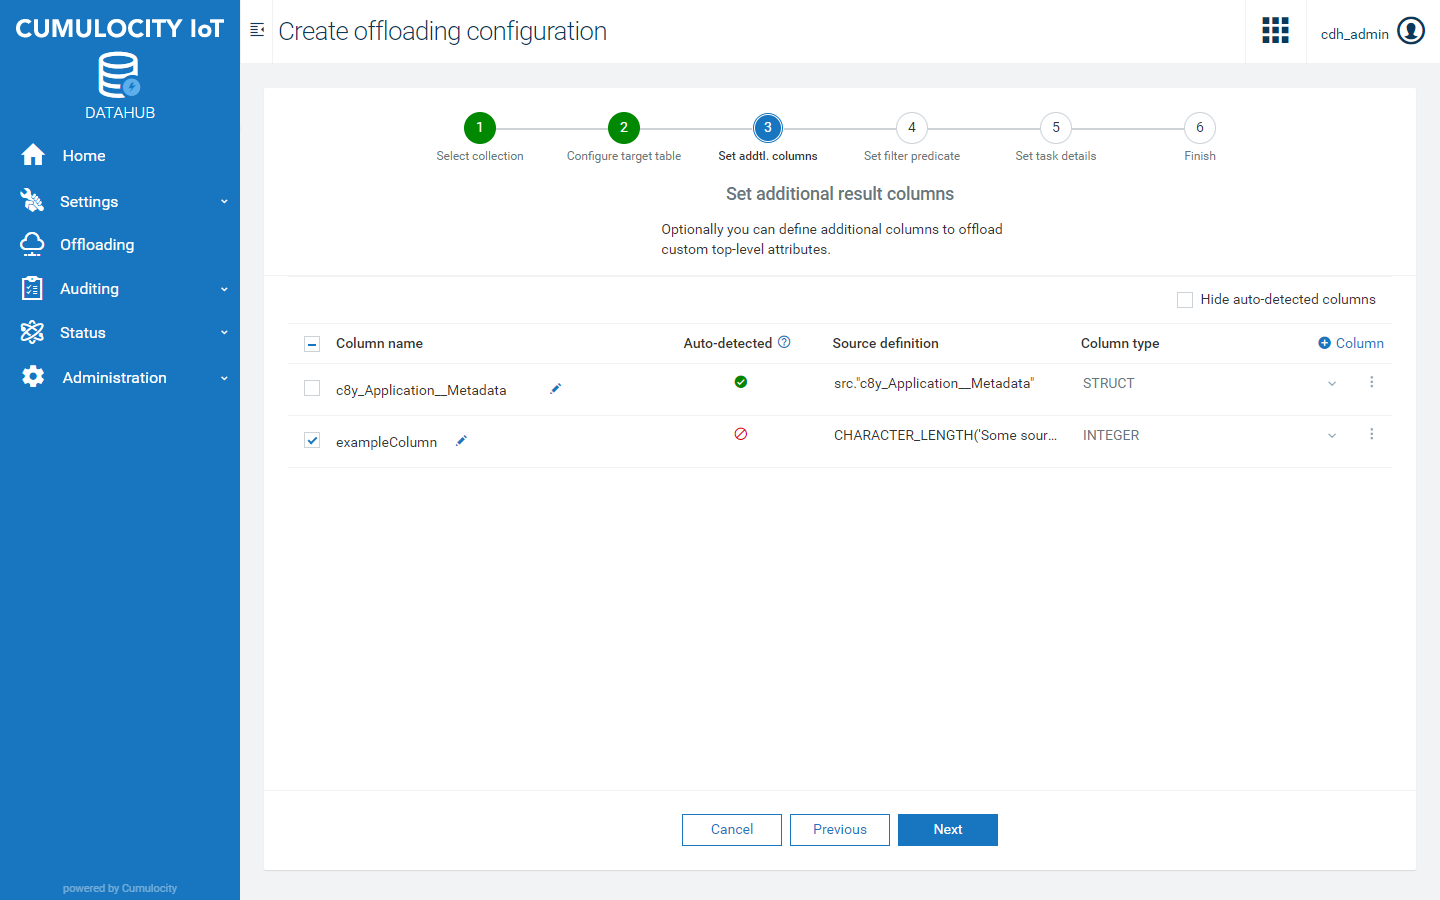 CUMULOCITY IoT
DATAHUB
Home
Settings
Offloading
Auditing
Status
Administration
powered by Cumulocity
Create offloading configuration
cdh_admin
1
2
3
4
5
6
Select collection
Configure target table
Set addtl. columns
Set filter predicate
Set task details
Finish
Set additional result columns
Optionally you can define additional columns to offload
custom top-level attributes.
Hide auto-detected columns
Column name Auto-detected ? Source definition Column type Column
c8y_Application__Metadata src."c8y_Application__Metadata" STRUCT
exampleColumn CHARACTER_LENGTH('Some sour... INTEGER
Cancel Previous Next